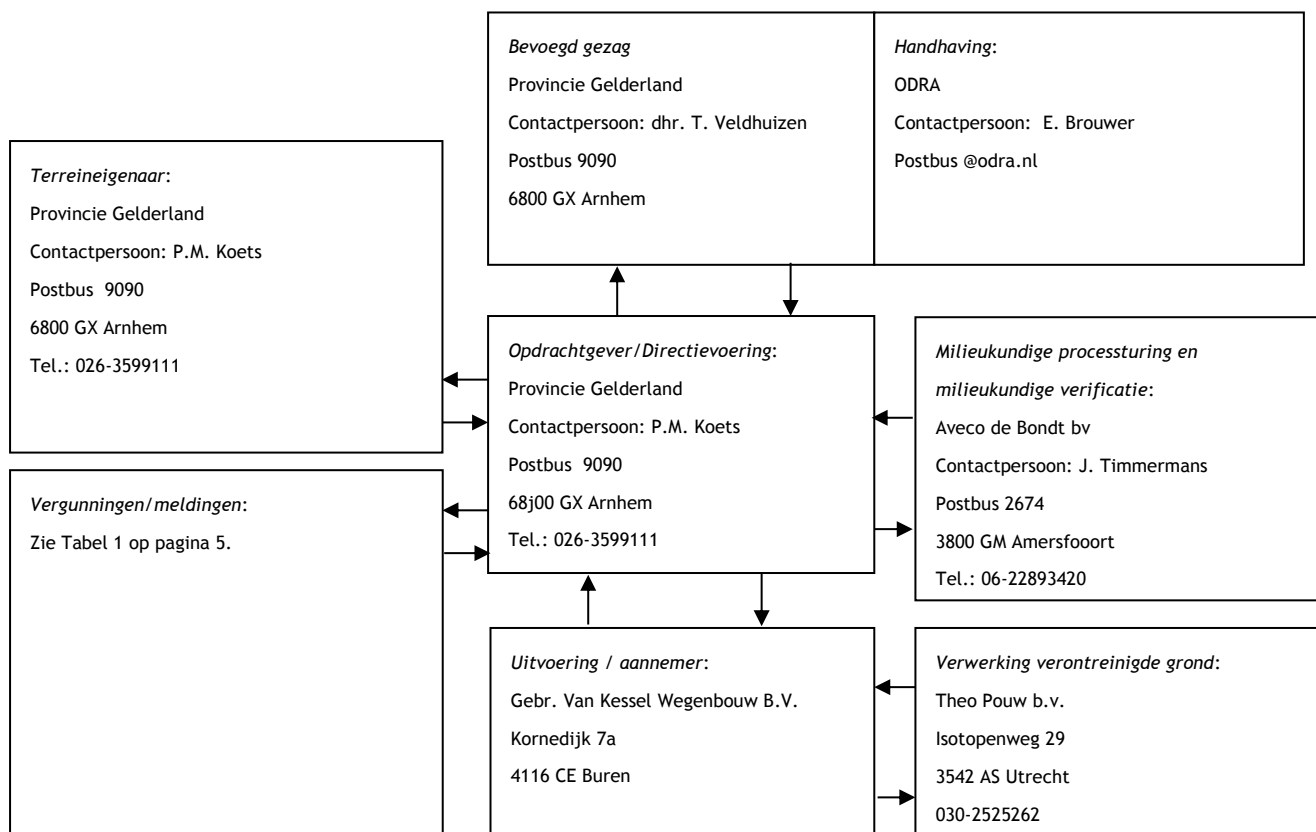 Bevoegd gezag
Provincie Gelderland
Contactpersoon: dhr. T. Veldhuizen
Postbus 9090
6800 GX Arnhem
Handhaving:
ODRA
Contactpersoon:  E. Brouwer
Postbus @odra.nl
Terreineigenaar:
Provincie Gelderland
Contactpersoon: P.M. Koets
Postbus  9090
6800 GX Arnhem
Tel.: 026-3599111
Opdrachtgever/Directievoering:
Provincie Gelderland
Contactpersoon: P.M. Koets
Postbus  9090
68j00 GX Arnhem
Tel.: 026-3599111
Milieukundige processturing en
milieukundige verificatie:
Aveco de Bondt bv
Contactpersoon: J. Timmermans
Postbus 2674
3800 GM Amersfooort
Tel.: 06-22893420
Vergunningen/meldingen:
Zie Tabel 1 op pagina 5.
Uitvoering / aannemer:
Gebr. Van Kessel Wegenbouw B.V.
Kornedijk 7a
4116 CE Buren
Verwerking verontreinigde grond:
Theo Pouw b.v.
Isotopenweg 29
3542 AS Utrecht
030-2525262